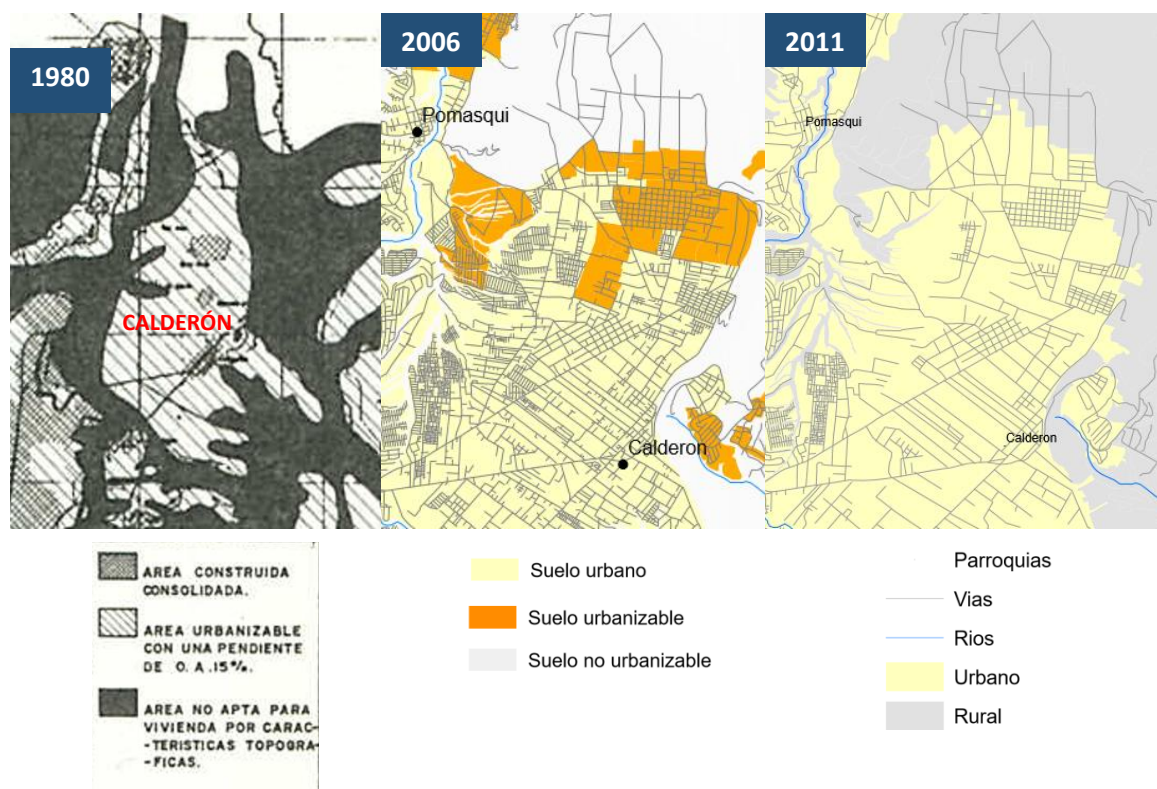 1980
CALDERÓN
2006
Pomasqui
Calderon
2011
Pomasqui
Calderon
AREA CONSTRUIDA
CONSOLIDADA.
AREA URBANIZABLE
CON UNA PENDIENTE
DE 0. A .15%.
AREA NO APTA PARA
VIVIENDA POR CARAC-
-TERISTICAS TOPOGRA-
-FICAS.
Suelo urbano
Suelo urbanizable
Suelo no urbanizable
Parroquias
Vias
Rios
Urbano
Rural